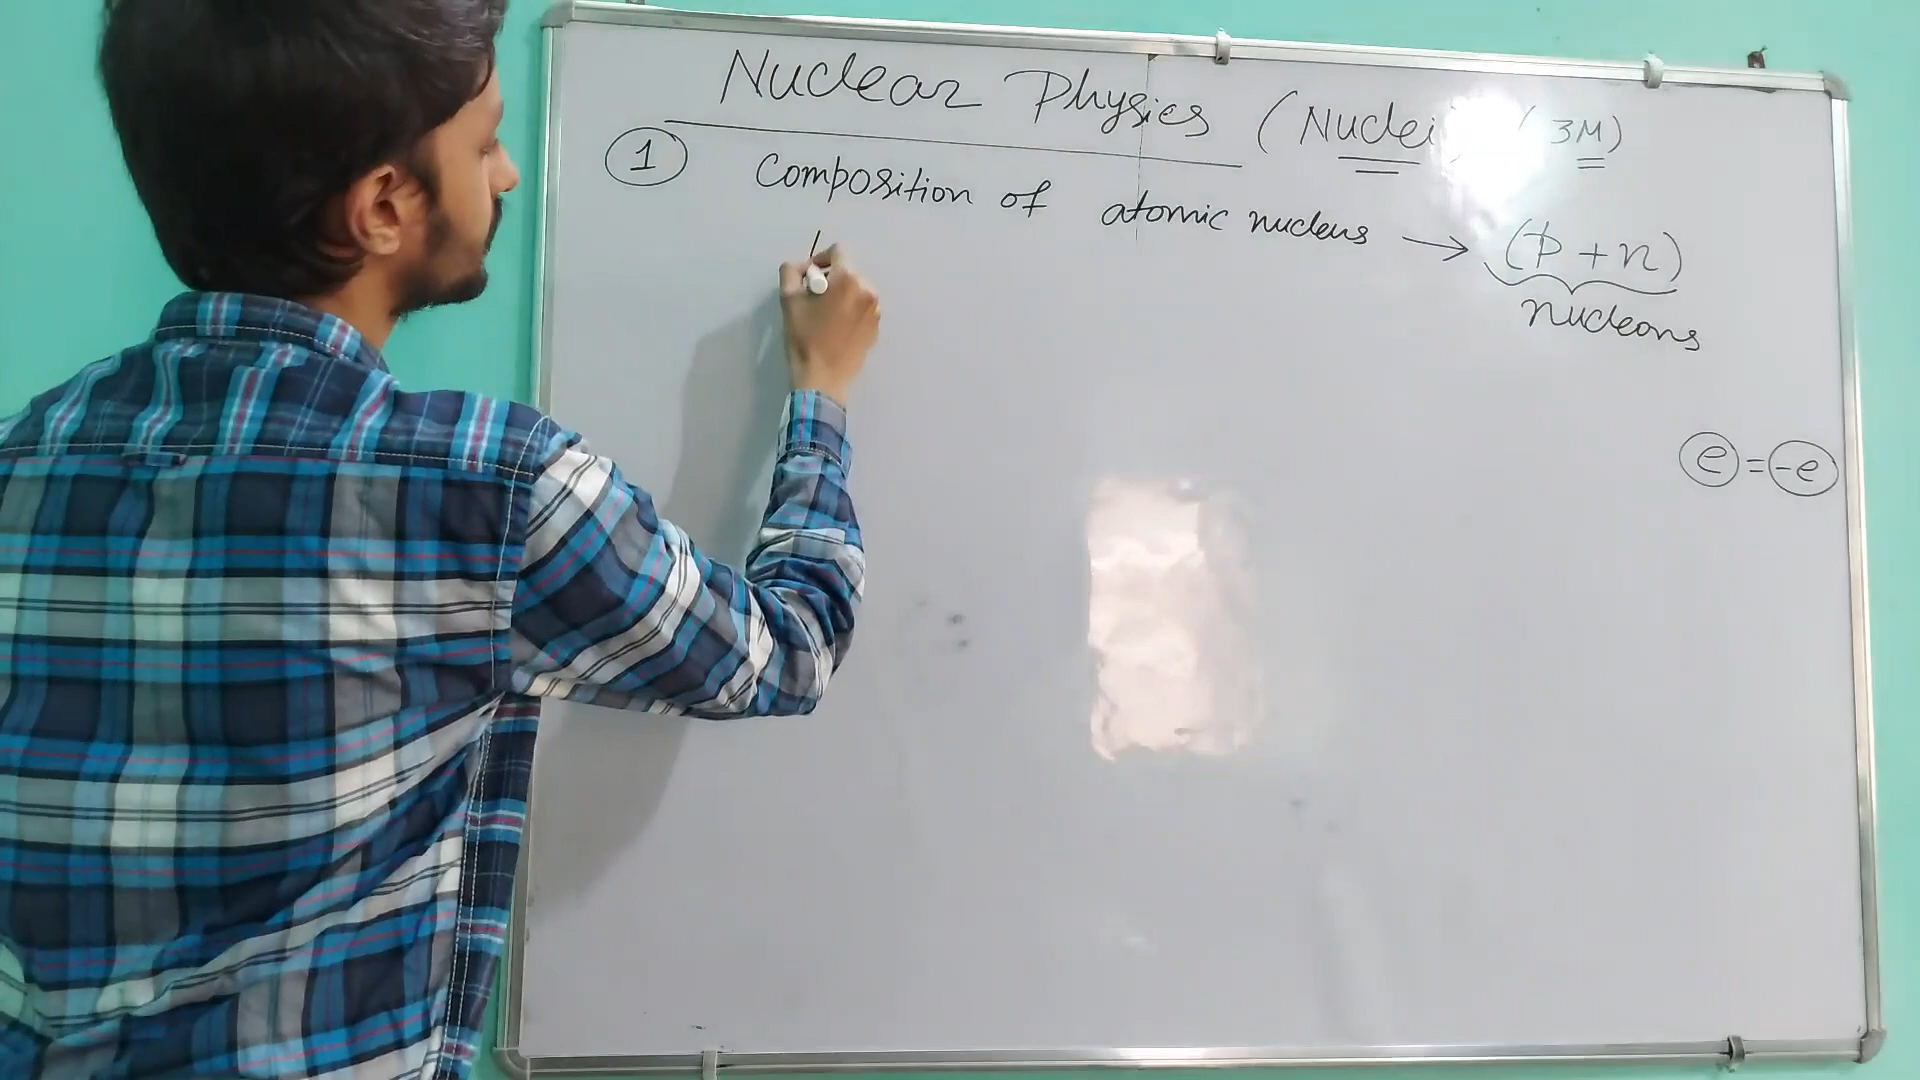 Nuclear Physics (Nuclei) (3M)
① Composition of atomic nucleus → (p + n)
nucleons
e = -e